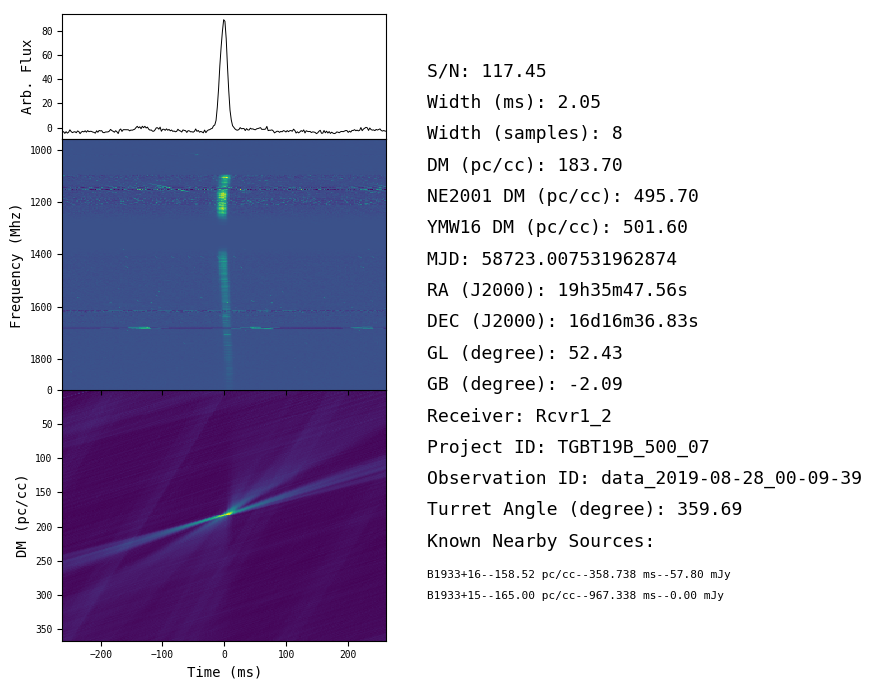 80
60
40
20
0
Arb. Flux
1000
1200
1400
1600
1800
Frequency (Mhz)
0
50
100
150
200
250
300
350
DM (pc/cc)
−200
−100
0
100
200
Time (ms)
S/N: 117.45
Width (ms): 2.05
Width (samples): 8
DM (pc/cc): 183.70
NE2001 DM (pc/cc): 495.70
YMW16 DM (pc/cc): 501.60
MJD: 58723.007531962874
RA (J2000): 19h35m47.56s
DEC (J2000): 16d16m36.83s
GL (degree): 52.43
GB (degree): -2.09
Receiver: Rcvr1_2
Project ID: TGBT19B_500_07
Observation ID: data_2019-08-28_00-09-39
Turret Angle (degree): 359.69
Known Nearby Sources:
B1933+16--158.52 pc/cc--358.738 ms--57.80 mJy
B1933+15--165.00 pc/cc--967.338 ms--0.00 mJy